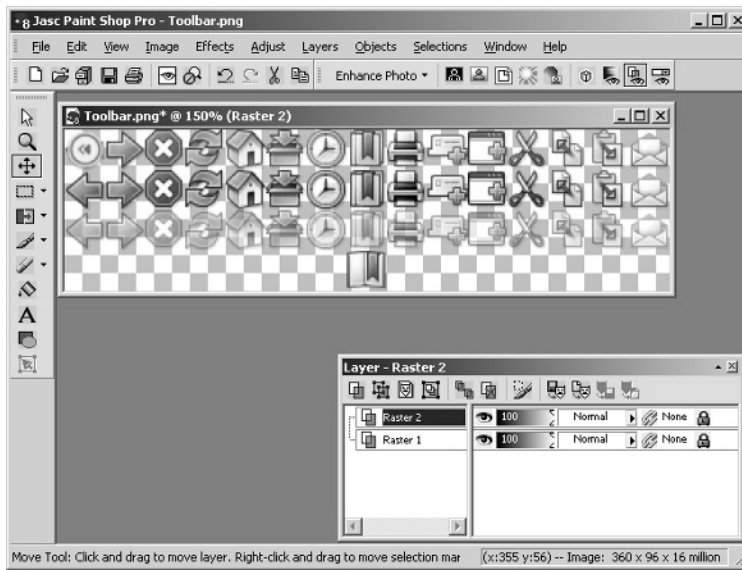 8 Jasc Paint Shop Pro - Toolbar.png
File Edit View Image Effects Adjust Layers Objects Selections Window Help
Enhance Photo
Toolbar.png* @ 150% (Raster 2)
A
Layer - Raster 2
Raster 2 100 Normal None
Raster 1 100 Normal None
Move Tool: Click and drag to move layer. Right-click and drag to move selection mar (x:355 y:56) -- Image: 360 x 96 x 16 million